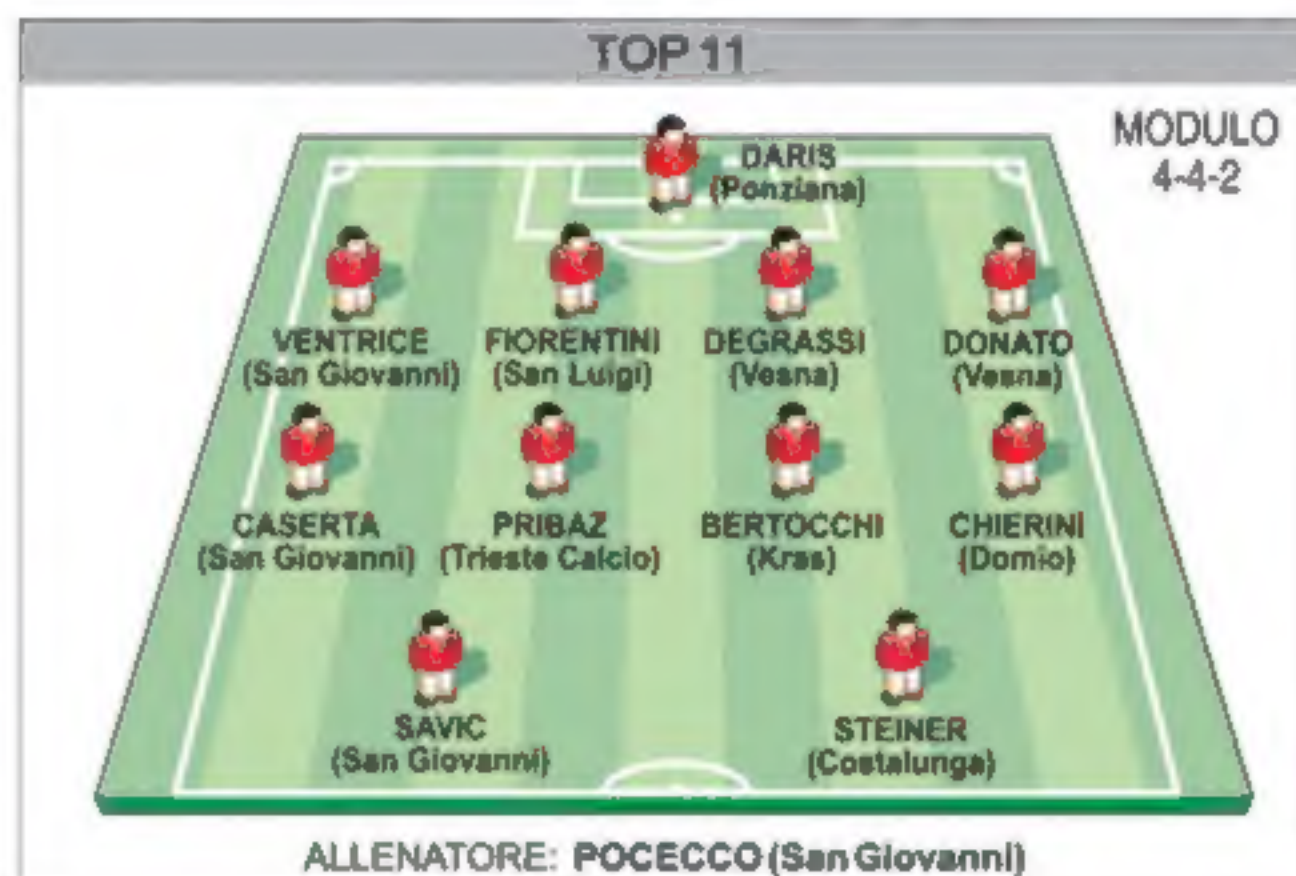 TOP 11
MODULO
4-4-2
DARIS
(Ponziana)
VENTRICE
(San Giovanni)
FIORENTINI
(San Luigi)
DEGRASSI
(Vesna)
DONATO
(Vesna)
CASERTA
(San Giovanni)
PRIBAZ
(Trieste Calcio)
BERTOCCHI
(Kras)
CHIERINI
(Domio)
SAVIC
(San Giovanni)
STEINER
(Costalunga)
ALLENATORE: POCECCO (San Giovanni)